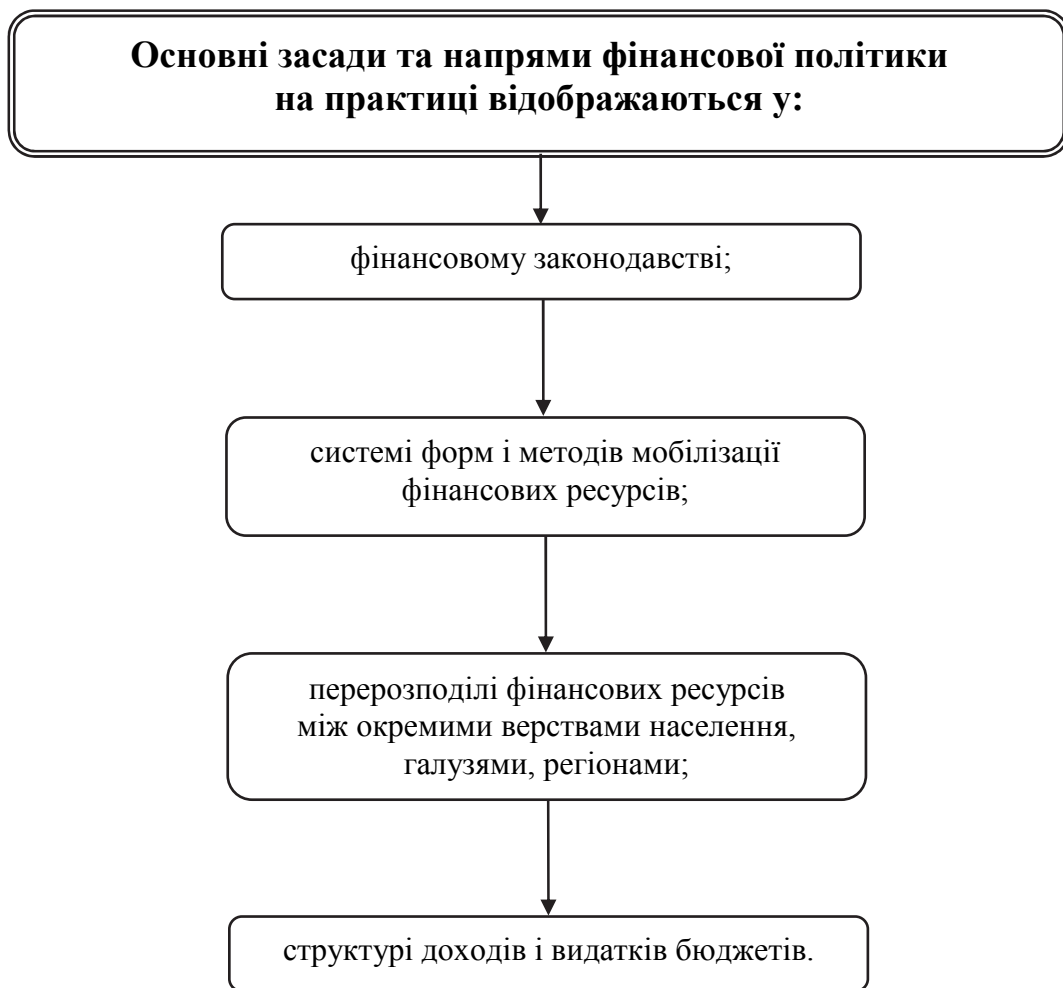 Основні засади та напрями фінансової політики
на практиці відображаються у:
фінансовому законодавстві;
системі форм і методів мобілізації
фінансових ресурсів;
перерозподілі фінансових ресурсів
між окремими верствами населення,
галузями, регіонами;
структурі доходів і видатків бюджетів.